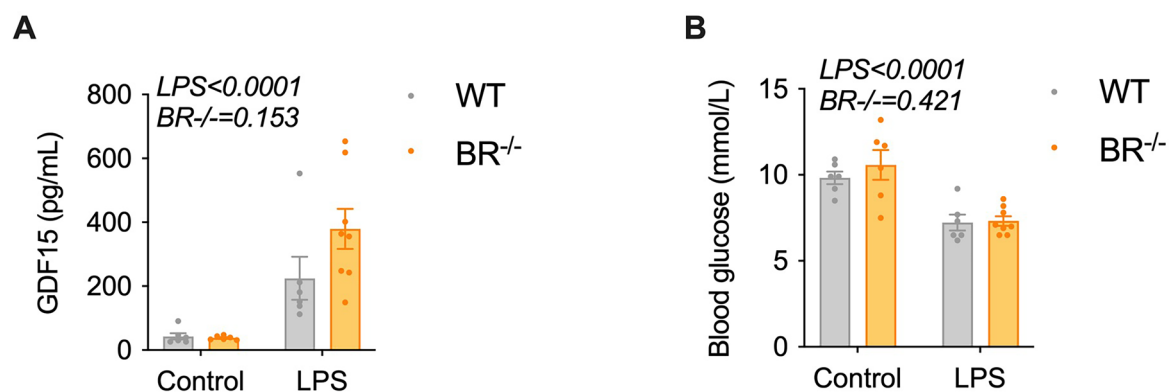 A
LPS<0.0001
BR-/-=0.153
WT
BR-/-
GDF15 (pg/mL)
800
600
400
200
0
Control
LPS
B
LPS<0.0001
BR-/-=0.421
WT
BR-/-
Blood glucose (mmol/L)
15
10
5
0
Control
LPS